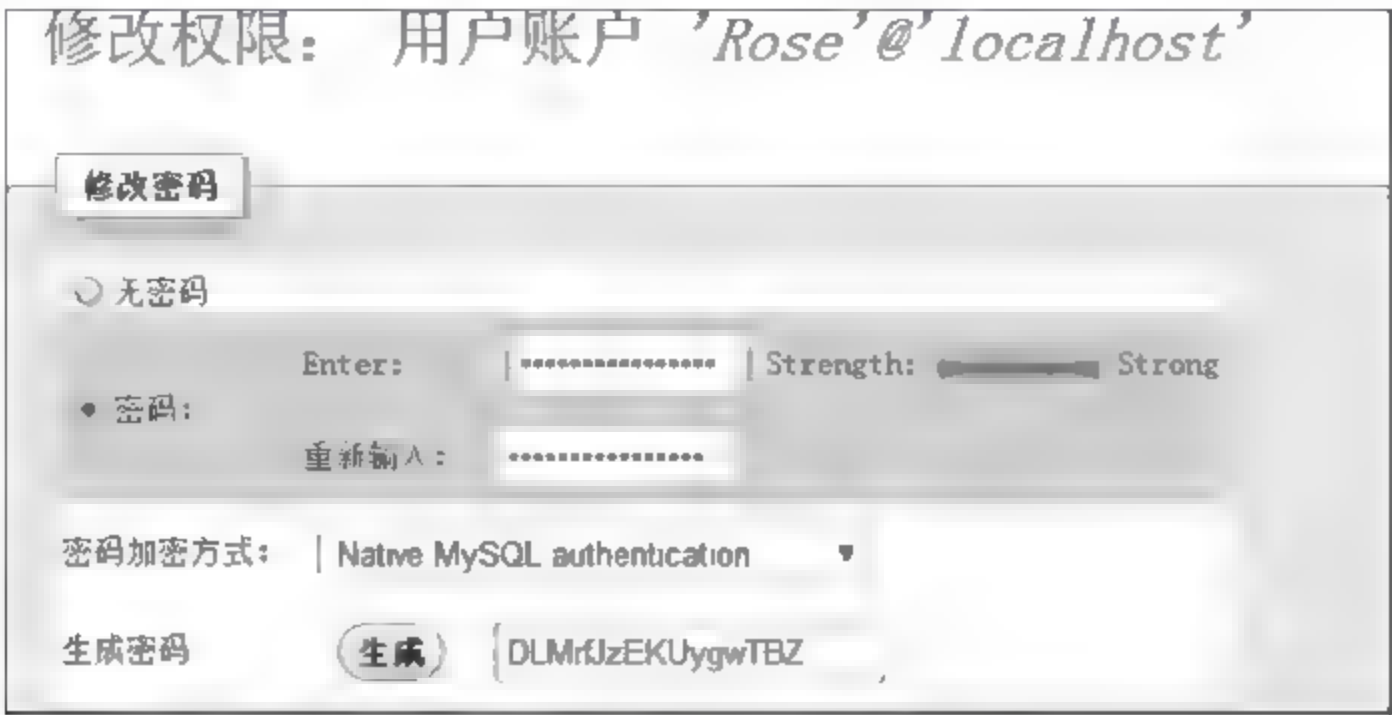 修改权限： 用户账户 'Rose'@'localhost'
修改密码
无密码
Enter: **************** Strength: Strong
密码:
重新输入: ****************
密码加密方式: Native MySQL authentication
生成密码 生成 DLMrfJzEKUygwTBZ